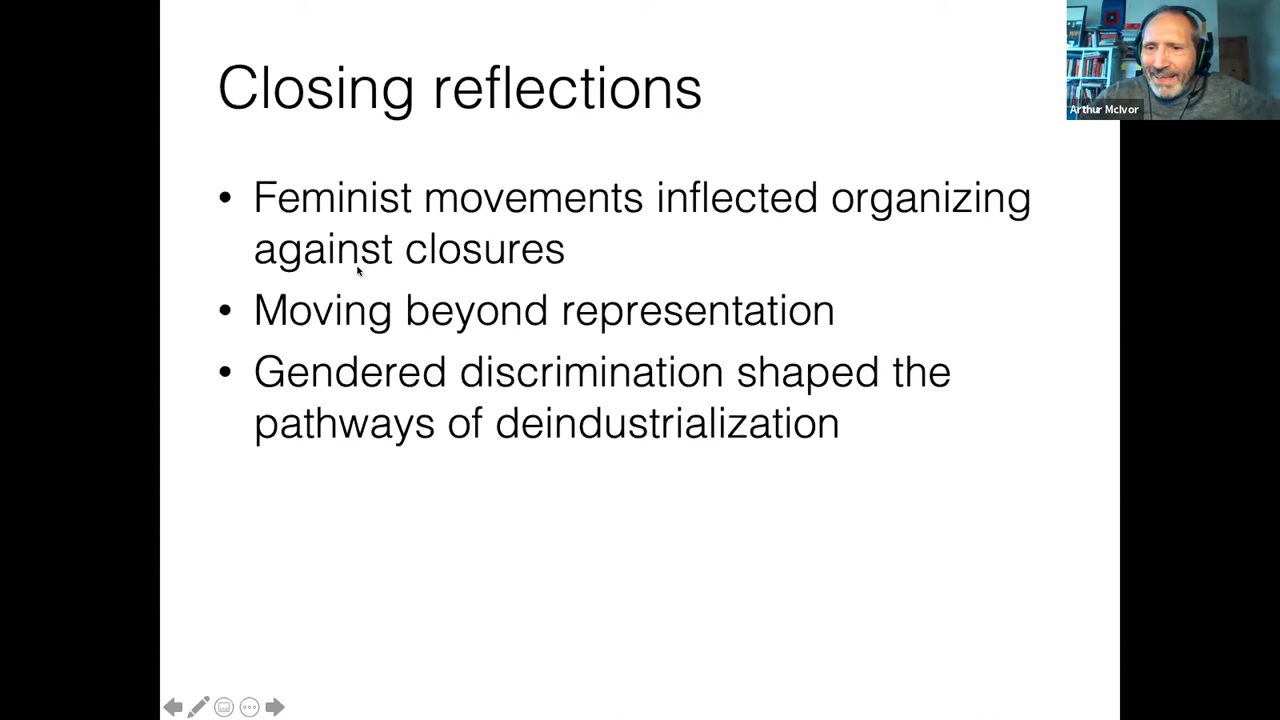 Closing reflections
Arthur McIvor
• Feminist movements inflected organizing
against closures
• Moving beyond representation
• Gendered discrimination shaped the
pathways of deindustrialization